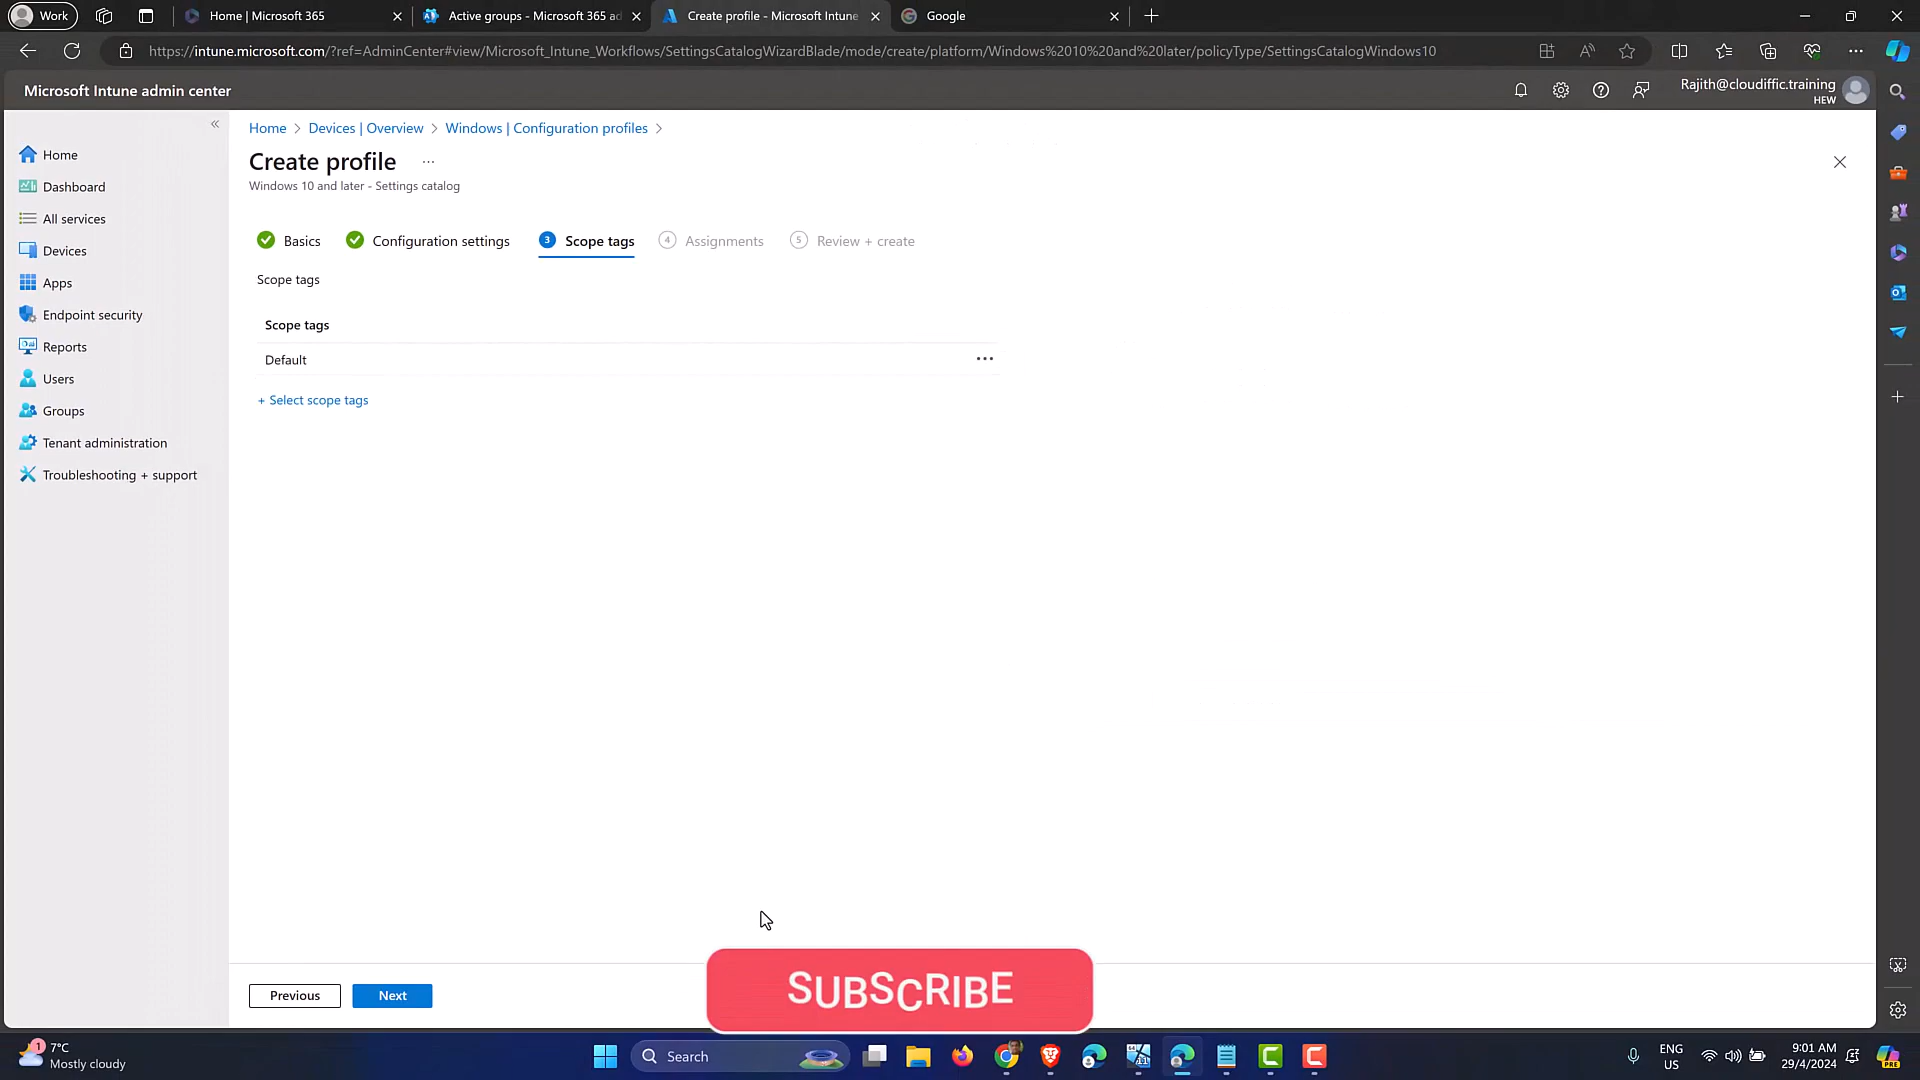 Work
Home | Microsoft 365
Active groups - Microsoft 365 ad
Create profile - Microsoft Intune
Google
https://intune.microsoft.com/?ref=AdminCenter#view/Microsoft_Intune_Workflows/SettingsCatalogWizardBlade/mode/create/platform/Windows%2010%20and%20later/policyType/SettingsCatalogWindows10
Microsoft Intune admin center
Rajith@cloudiffic.training
HEW
Home
Dashboard
All services
Devices
Apps
Endpoint security
Reports
Users
Groups
Tenant administration
Troubleshooting + support
Home > Devices | Overview > Windows | Configuration profiles >
Create profile ...
Windows 10 and later - Settings catalog
Basics
Configuration settings
3 Scope tags
4 Assignments
5 Review + create
Scope tags
Scope tags
Default
+ Select scope tags
Previous
Next
SUBSCRIBE
1
7°C
Mostly cloudy
Search
ENG
US
9:01 AM
29/4/2024
PRE